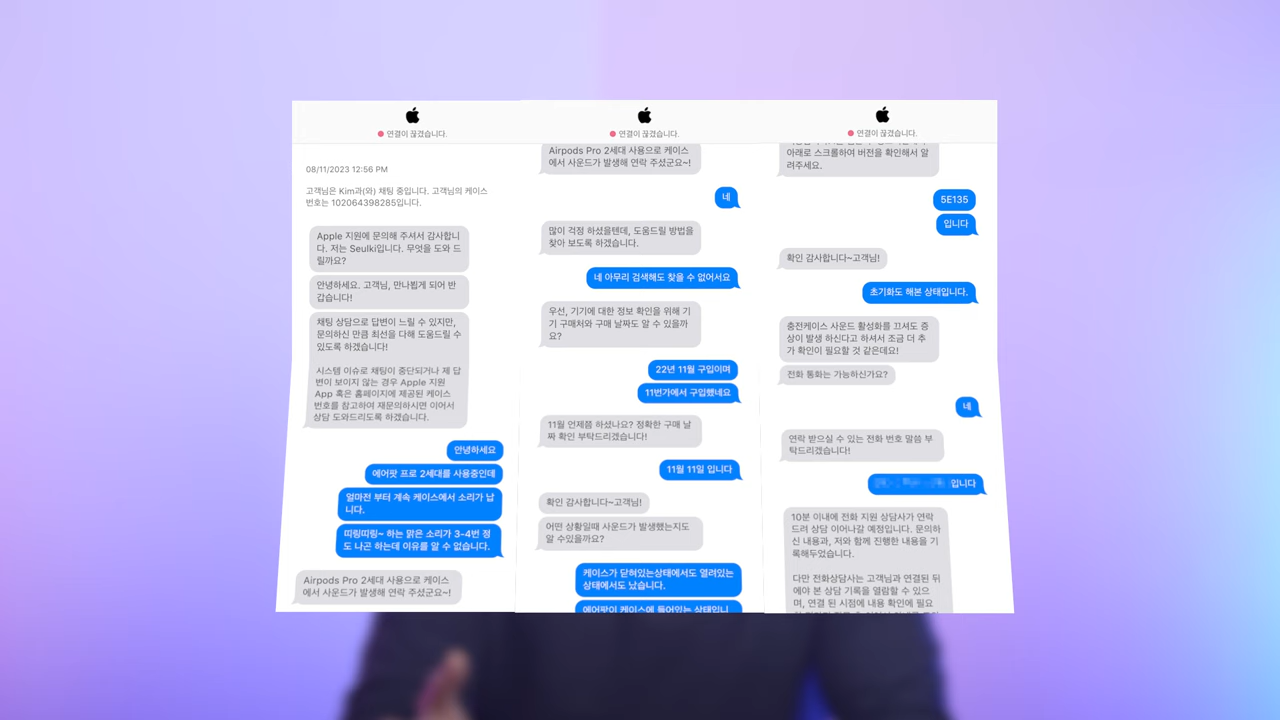 연결이 끊겼습니다.
08/11/2023 12:56 PM
고객님은 Kim과(와) 채팅 중입니다. 고객님의 케이스
번호는 102064398285입니다.
Apple 지원에 문의해 주셔서 감사합니
다. 저는 Seulki입니다. 무엇을 도와 드
릴까요?
안녕하세요. 고객님, 만나뵙게 되어 반
갑습니다!
채팅 상담으로 답변이 느릴 수 있지만,
문의하신 만큼 최선을 다해 도움드릴 수
있도록 하겠습니다!
시스템 이슈로 채팅이 중단되거나 제 답
변이 보이지 않는 경우 Apple 지원
App 혹은 홈페이지에 제공된 케이스
번호를 참고하여 재문의하시면 이어서
상담 도와드리도록 하겠습니다.
안녕하세요
에어팟 프로 2세대를 사용중인데
얼마전 부터 계속 케이스에서 소리가 납
니다.
띠링띠링~ 하는 맑은 소리가 3-4번 정
도 나곤 하는데 이유를 알 수 없습니다.
Airpods Pro 2세대 사용으로 케이스
에서 사운드가 발생해 연락 주셨군요~!
연결이 끊겼습니다.
Airpods Pro 2세대 사용으로 케이스
에서 사운드가 발생해 연락 주셨군요~!
네
많이 걱정 하셨을텐데, 도움드릴 방법을
찾아 보도록 하겠습니다.
네 아무리 검색해도 찾을 수 없어서요
우선, 기기에 대한 정보 확인을 위해 기
기 구매처와 구매 날짜도 알 수 있을까
요?
22년 11월 구입이며
11번가에서 구입했네요
11월 언제쯤 하셨나요? 정확한 구매 날
짜 확인 부탁드리겠습니다!
11월 11일 입니다
확인 감사합니다~고객님!
어떤 상황일때 사운드가 발생했는지도
알 수있을까요?
케이스가 닫혀있는상태에서도 열려있는
상태에서도 났습니다.
에어팟이 케이스에 들어있는 상태입니
연결이 끊겼습니다.
아래로 스크롤하여 버전을 확인해서 알
려주세요.
5E135
입니다
확인 감사합니다~고객님!
초기화도 해본 상태입니다.
충전케이스 사운드 활성화를 끄셔도 증
상이 발생 하신다고 하셔서 조금 더 추
가 확인이 필요할 것 같은데요!
전화 통화는 가능하신가요?
네
연락 받으실 수 있는 전화 번호 말씀 부
탁드리겠습니다!
입니다
10분 이내에 전화 지원 상담사가 연락
드려 상담 이어나갈 예정입니다. 문의하
신 내용과, 저와 함께 진행한 내용을 기
록해두었습니다.
다만 전화상담사는 고객님과 연결된 뒤
에야 본 상담 기록을 열람할 수 있으
며, 연결 된 시점에 내용 확인에 필요